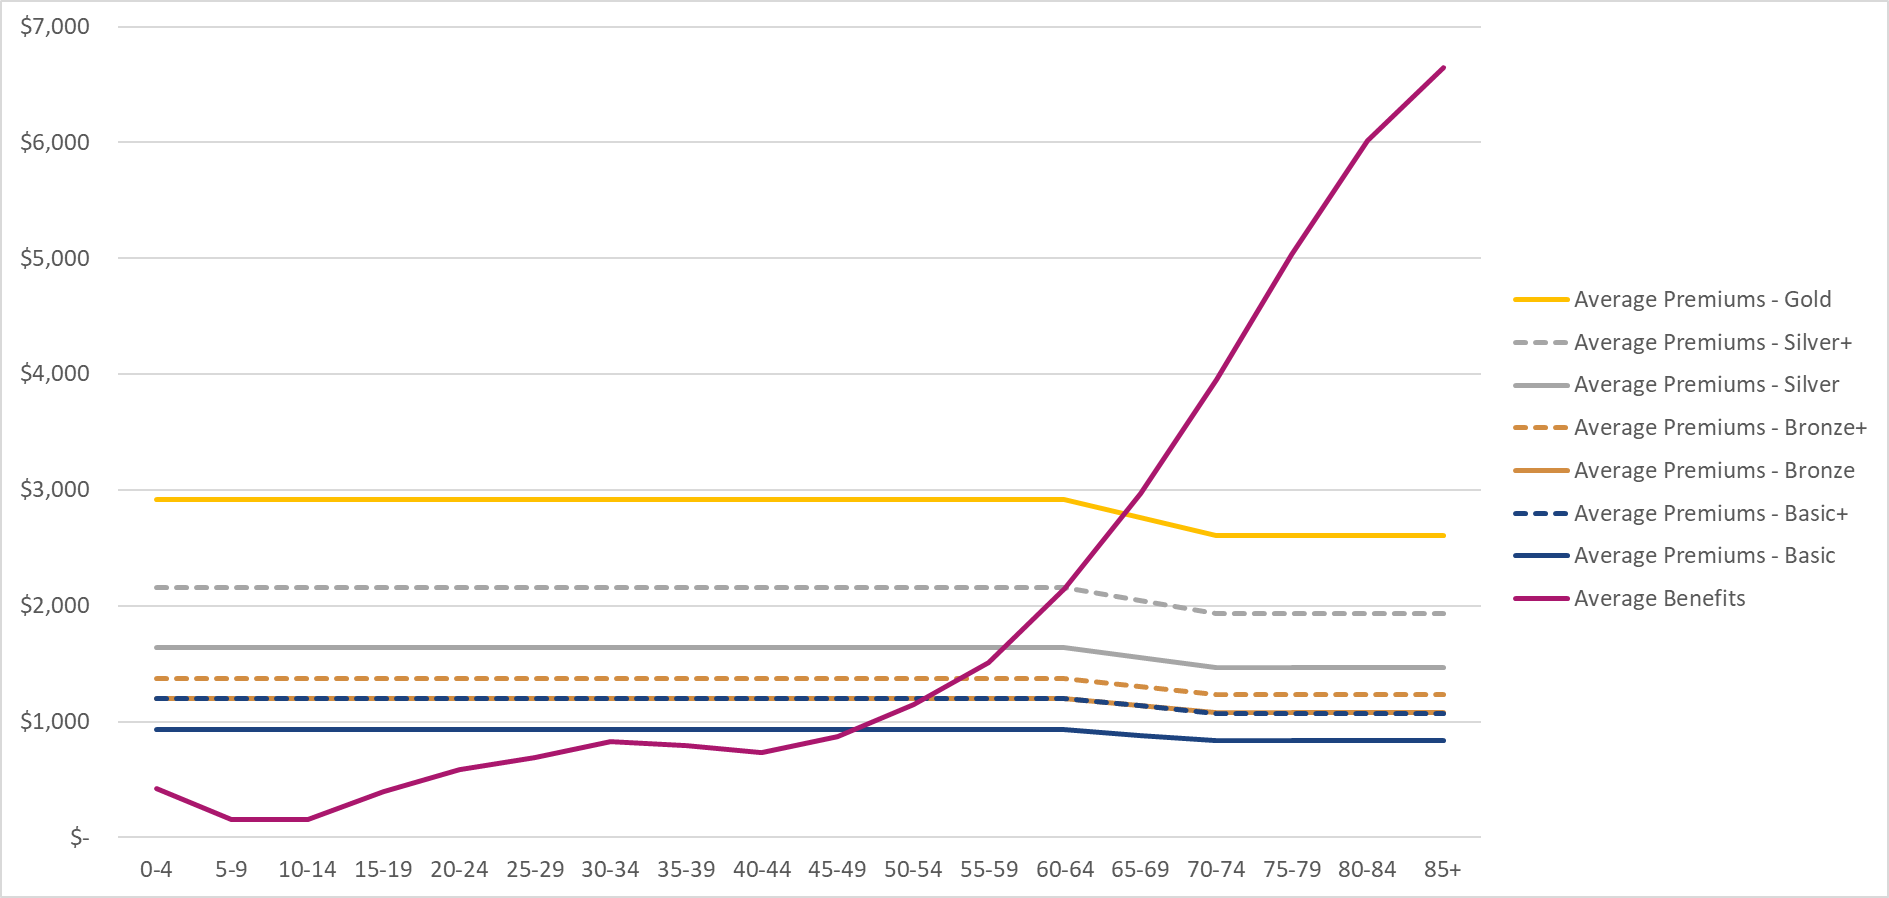 $7,000
$6,000
$5,000
$4,000
$3,000
$2,000
$1,000
$-
0-4 5-9 10-14 15-19 20-24 25-29 30-34 35-39 40-44 45-49 50-54 55-59 60-64 65-69 70-74 75-79 80-84 85+
Average Premiums - Gold
Average Premiums - Silver+
Average Premiums - Silver
Average Premiums - Bronze+
Average Premiums - Bronze
Average Premiums - Basic+
Average Premiums - Basic
Average Benefits